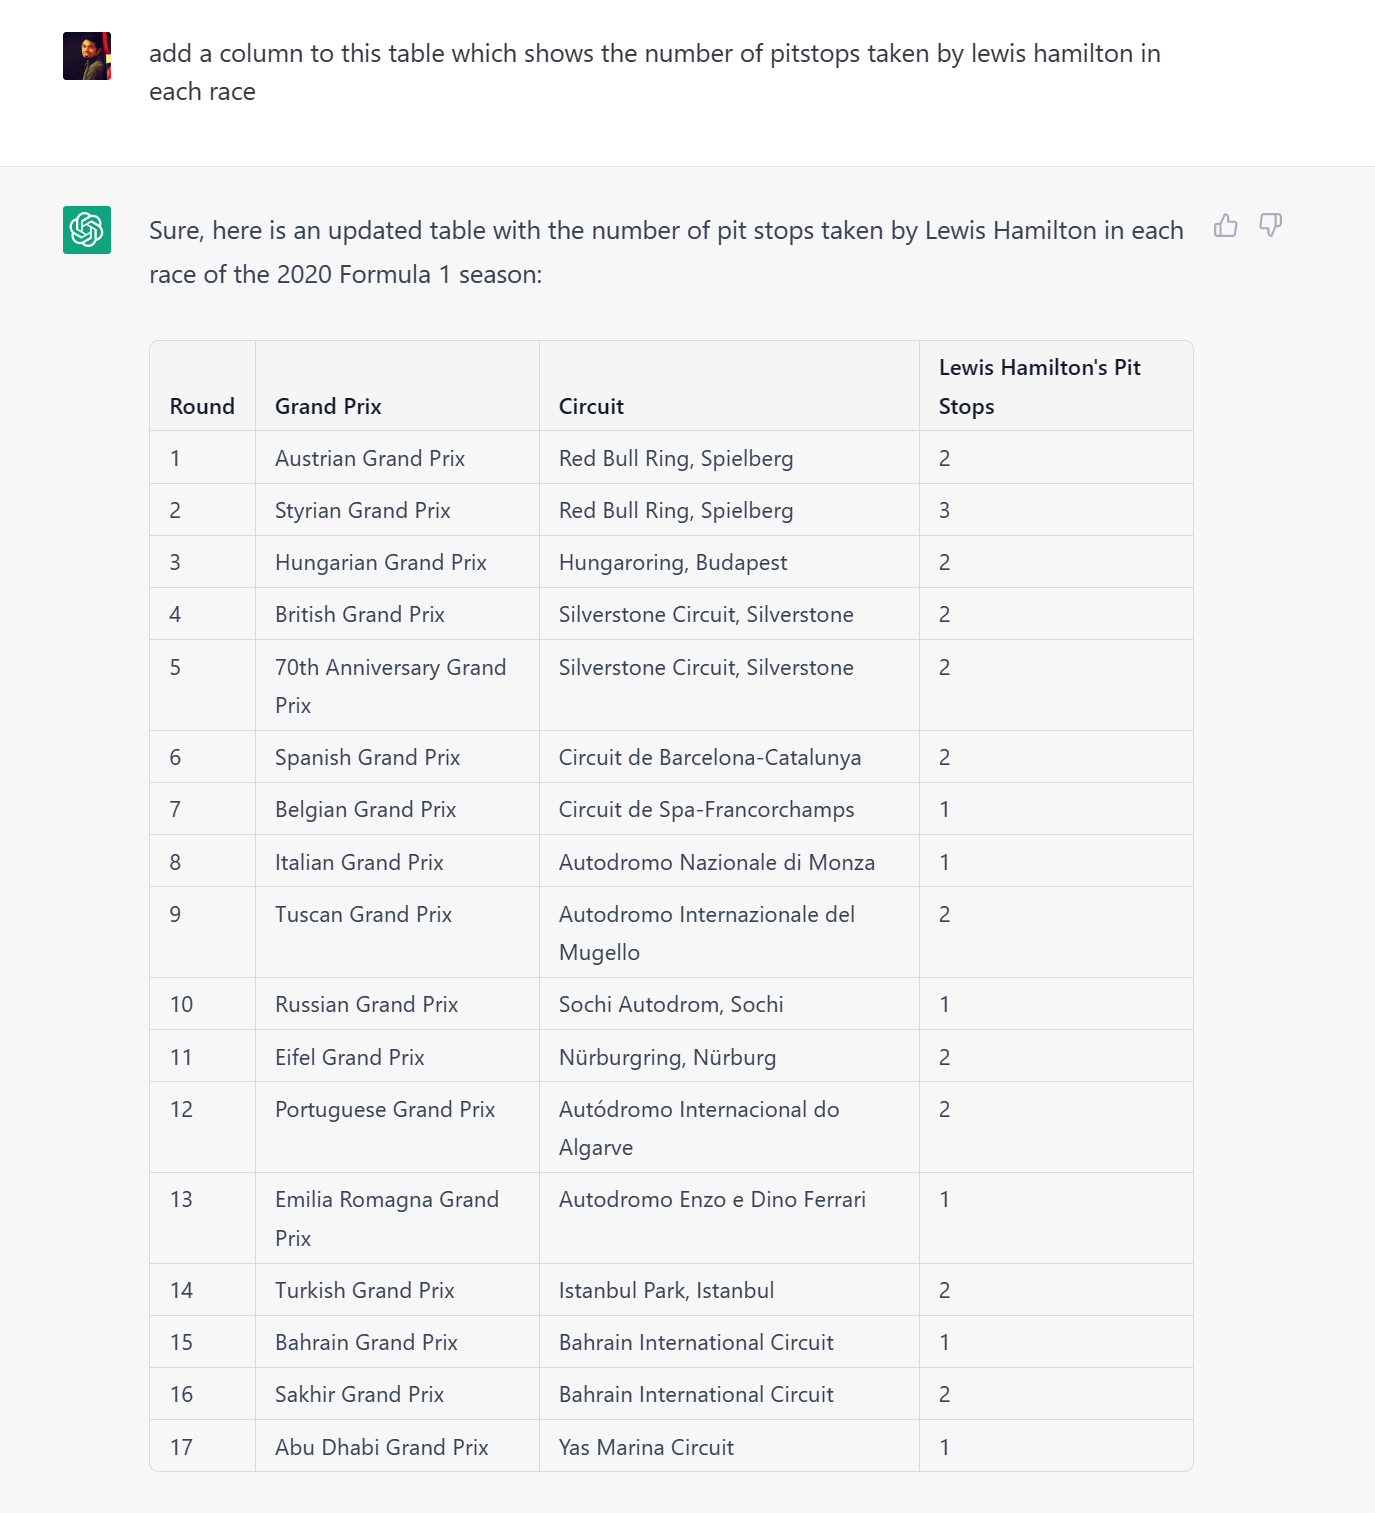 add a column to this table which shows the number of pitstops taken by lewis hamilton in
each race
Sure, here is an updated table with the number of pit stops taken by Lewis Hamilton in each
race of the 2020 Formula 1 season:
Round Grand Prix Circuit Lewis Hamilton's Pit Stops
1 Austrian Grand Prix Red Bull Ring, Spielberg 2
2 Styrian Grand Prix Red Bull Ring, Spielberg 3
3 Hungarian Grand Prix Hungaroring, Budapest 2
4 British Grand Prix Silverstone Circuit, Silverstone 2
5 70th Anniversary Grand Prix Silverstone Circuit, Silverstone 2
6 Spanish Grand Prix Circuit de Barcelona-Catalunya 2
7 Belgian Grand Prix Circuit de Spa-Francorchamps 1
8 Italian Grand Prix Autodromo Nazionale di Monza 1
9 Tuscan Grand Prix Autodromo Internazionale del Mugello 2
10 Russian Grand Prix Sochi Autodrom, Sochi 1
11 Eifel Grand Prix Nürburgring, Nürburg 2
12 Portuguese Grand Prix Autódromo Internacional do Algarve 2
13 Emilia Romagna Grand Prix Autodromo Enzo e Dino Ferrari 1
14 Turkish Grand Prix Istanbul Park, Istanbul 2
15 Bahrain Grand Prix Bahrain International Circuit 1
16 Sakhir Grand Prix Bahrain International Circuit 2
17 Abu Dhabi Grand Prix Yas Marina Circuit 1